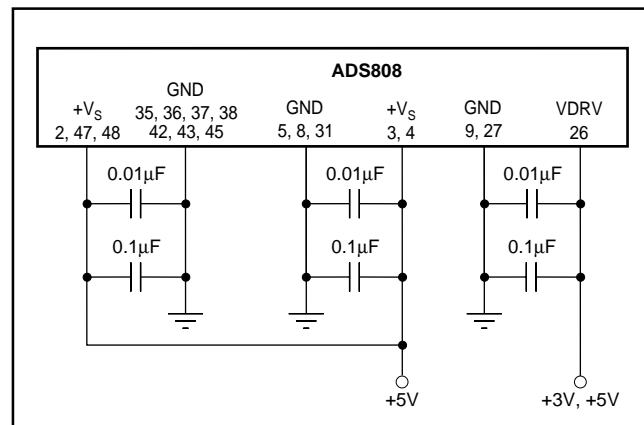 ADS808
+VS
2, 47, 48
GND
35, 36, 37, 38
42, 43, 45
GND
5, 8, 31
+VS
3, 4
GND
9, 27
VDRV
26
0.01µF
0.01µF
0.01µF
0.1µF
0.1µF
0.1µF
+5V
+3V, +5V